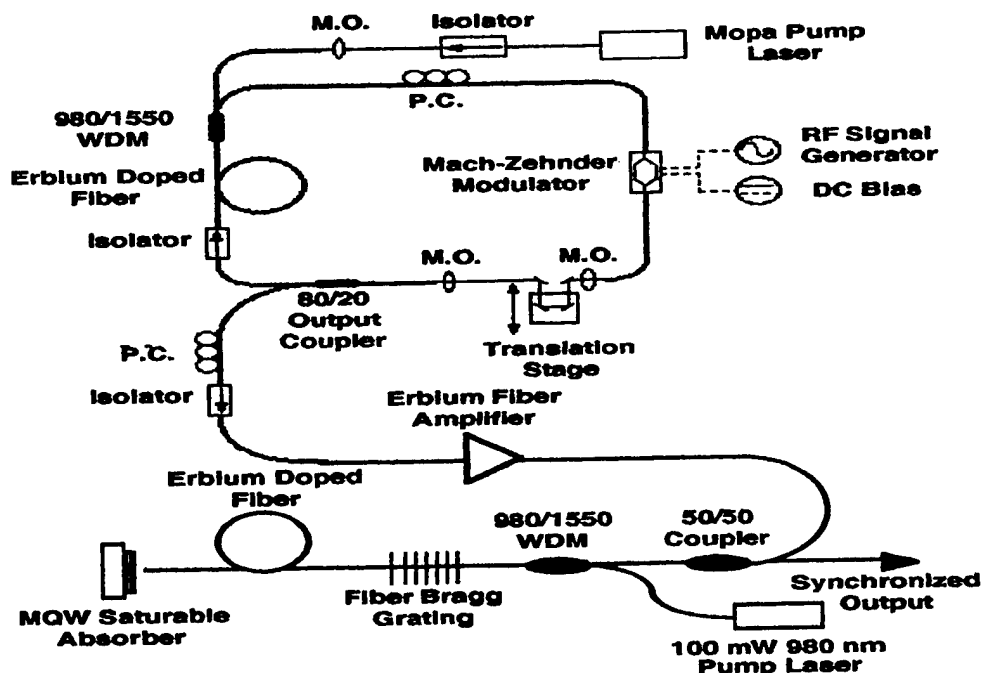 M.O.
Isolator
Mopa Pump
Laser
P.C.
980/1550
WDM
RF Signal
Generator
Mach-Zehnder
Modulator
Erbium Doped
Fiber
DC Bias
Isolator
M.O.
M.O.
80/20
Output
Coupler
Translation
Stage
P.C.
Isolator
Erbium Fiber
Amplifier
Erbium Doped
Fiber
980/1550
WDM
50/50
Coupler
Synchronized
Output
Fiber Bragg
Grating
MQW Saturable
Absorber
100 mW 980 nm
Pump Laser